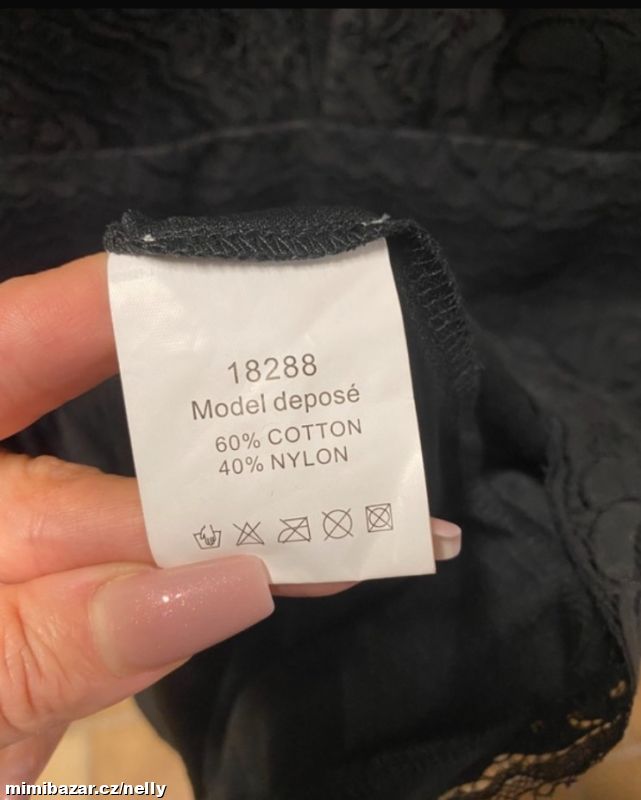 18288
Model deposé
60% COTTON
40% NYLON
mimibazar.cz/nelly